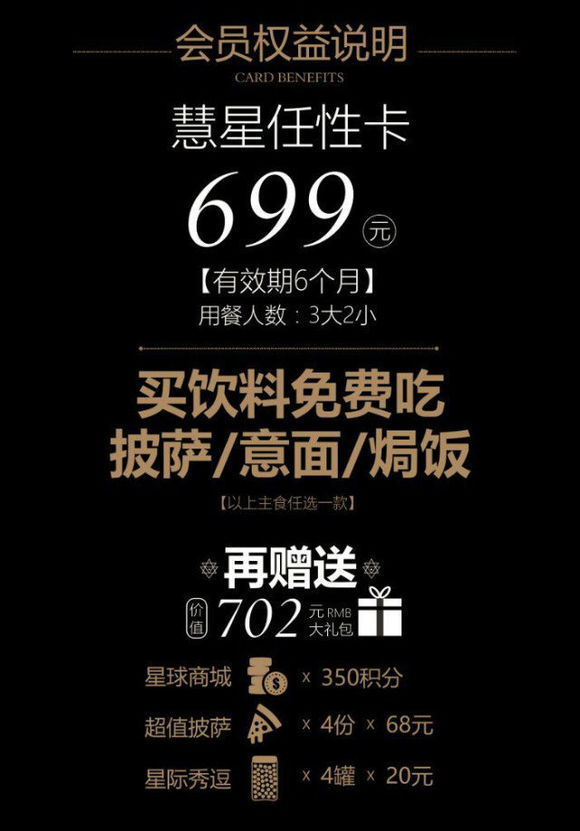 会员权益说明
CARD BENEFITS
慧星任性卡
699元
【有效期6个月】
用餐人数：3大2小
买饮料免费吃
披萨/意面/焗饭
【以上主食任选一款】
再赠送
价值 702 元 RMB 大礼包
星球商城 x 350积分
超值披萨 x 4份 x 68元
星际秀逗 x 4罐 x 20元